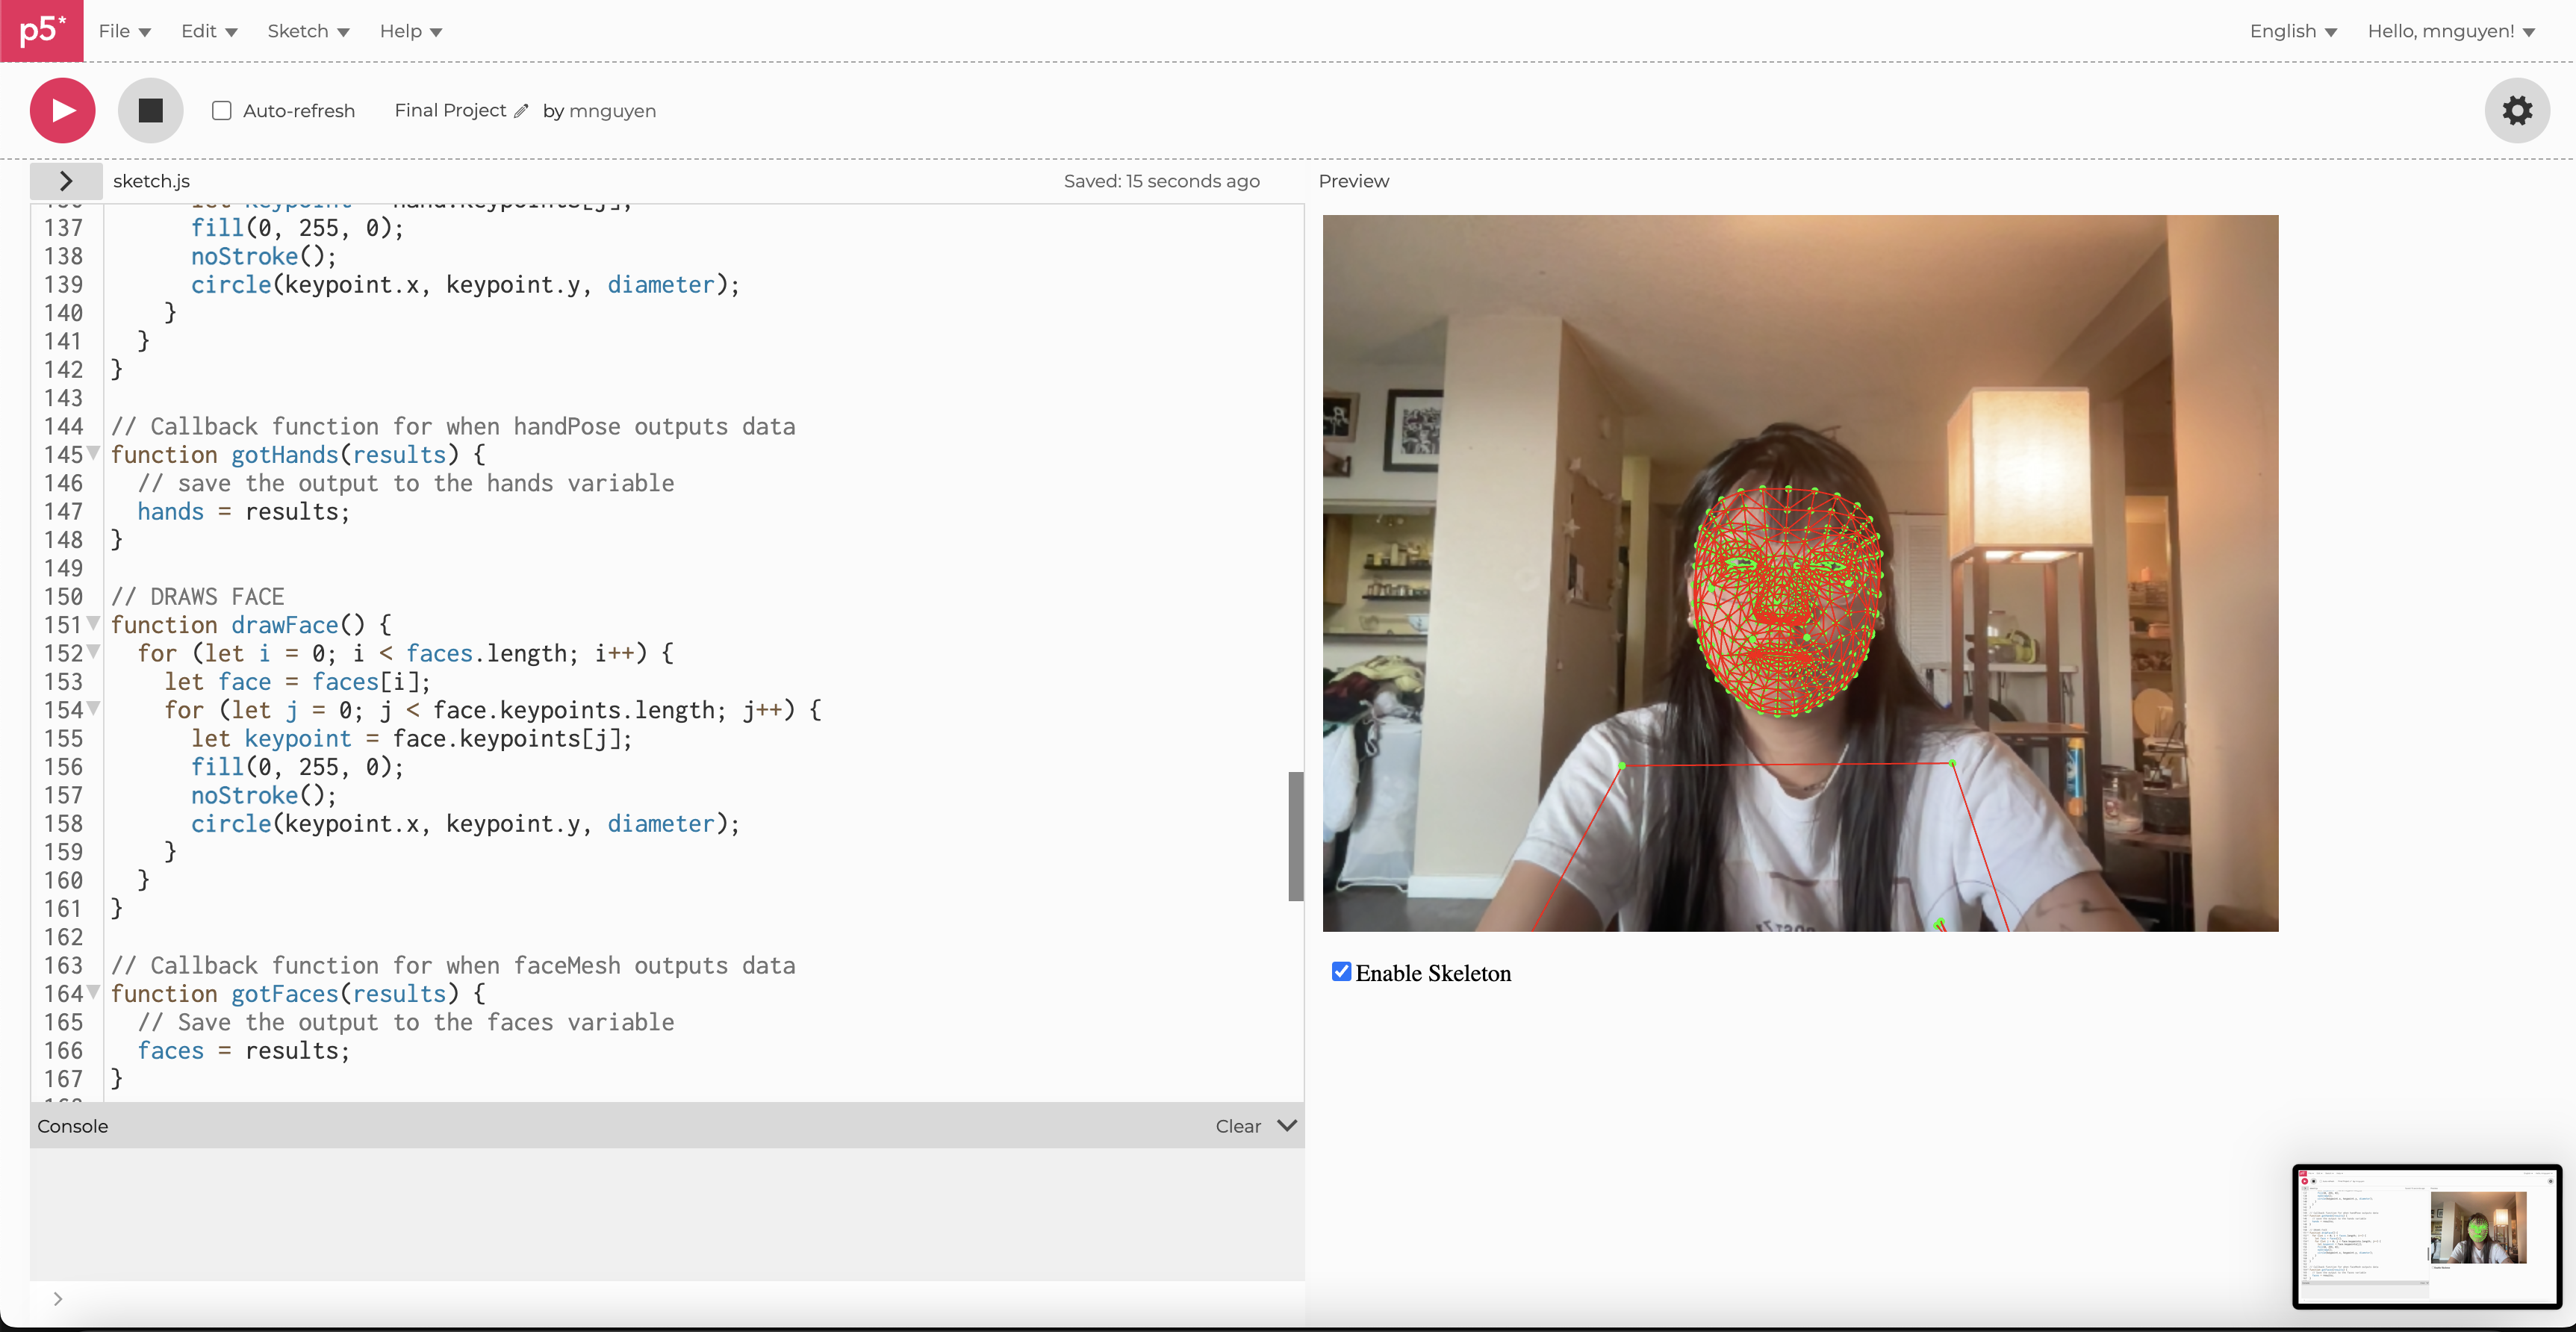 p5*
File Edit Sketch Help English Hello, mnguyen!
Auto-refresh Final Project by mnguyen
sketch.js Saved: 15 seconds ago Preview
let keypoint = hand.keypoints[j];
137 fill(0, 255, 0);
138 noStroke();
139 circle(keypoint.x, keypoint.y, diameter);
140 }
141 }
142 }
143
144 // Callback function for when handPose outputs data
145 function gotHands(results) {
146 // save the output to the hands variable
147 hands = results;
148 }
149
150 // DRAWS FACE
151 function drawFace() {
152 for (let i = 0; i < faces.length; i++) {
153 let face = faces[i];
154 for (let j = 0; j < face.keypoints.length; j++) {
155 let keypoint = face.keypoints[j];
156 fill(0, 255, 0);
157 noStroke();
158 circle(keypoint.x, keypoint.y, diameter);
159 }
160 }
161 }
162
163 // Callback function for when faceMesh outputs data
164 function gotFaces(results) {
165 // Save the output to the faces variable
166 faces = results;
167 }
Console Clear
>
Enable Skeleton